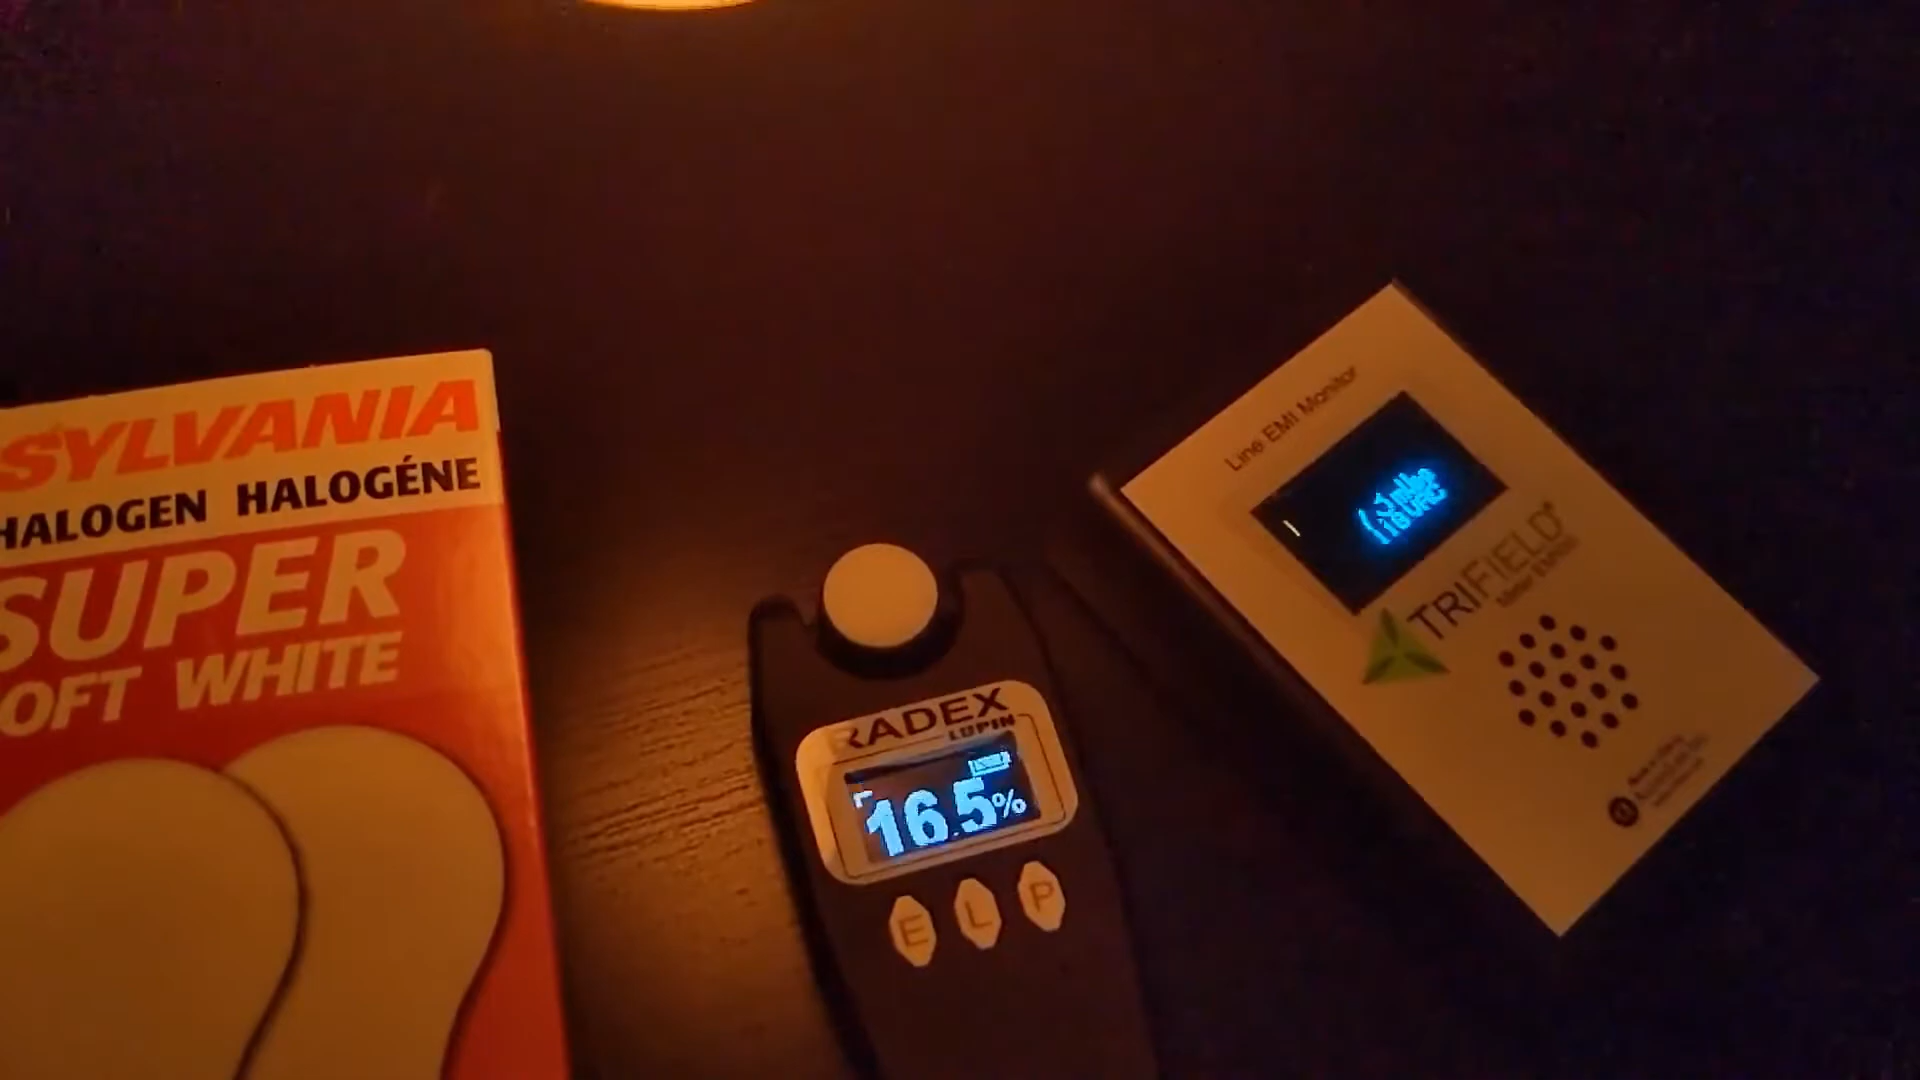 SYLVANIA
HALOGEN HALOGÉNE
SUPER
OFT WHITE
RADEX
LUPIN
16.5%
E L P
Line EMI Monitor
TRIFIELD